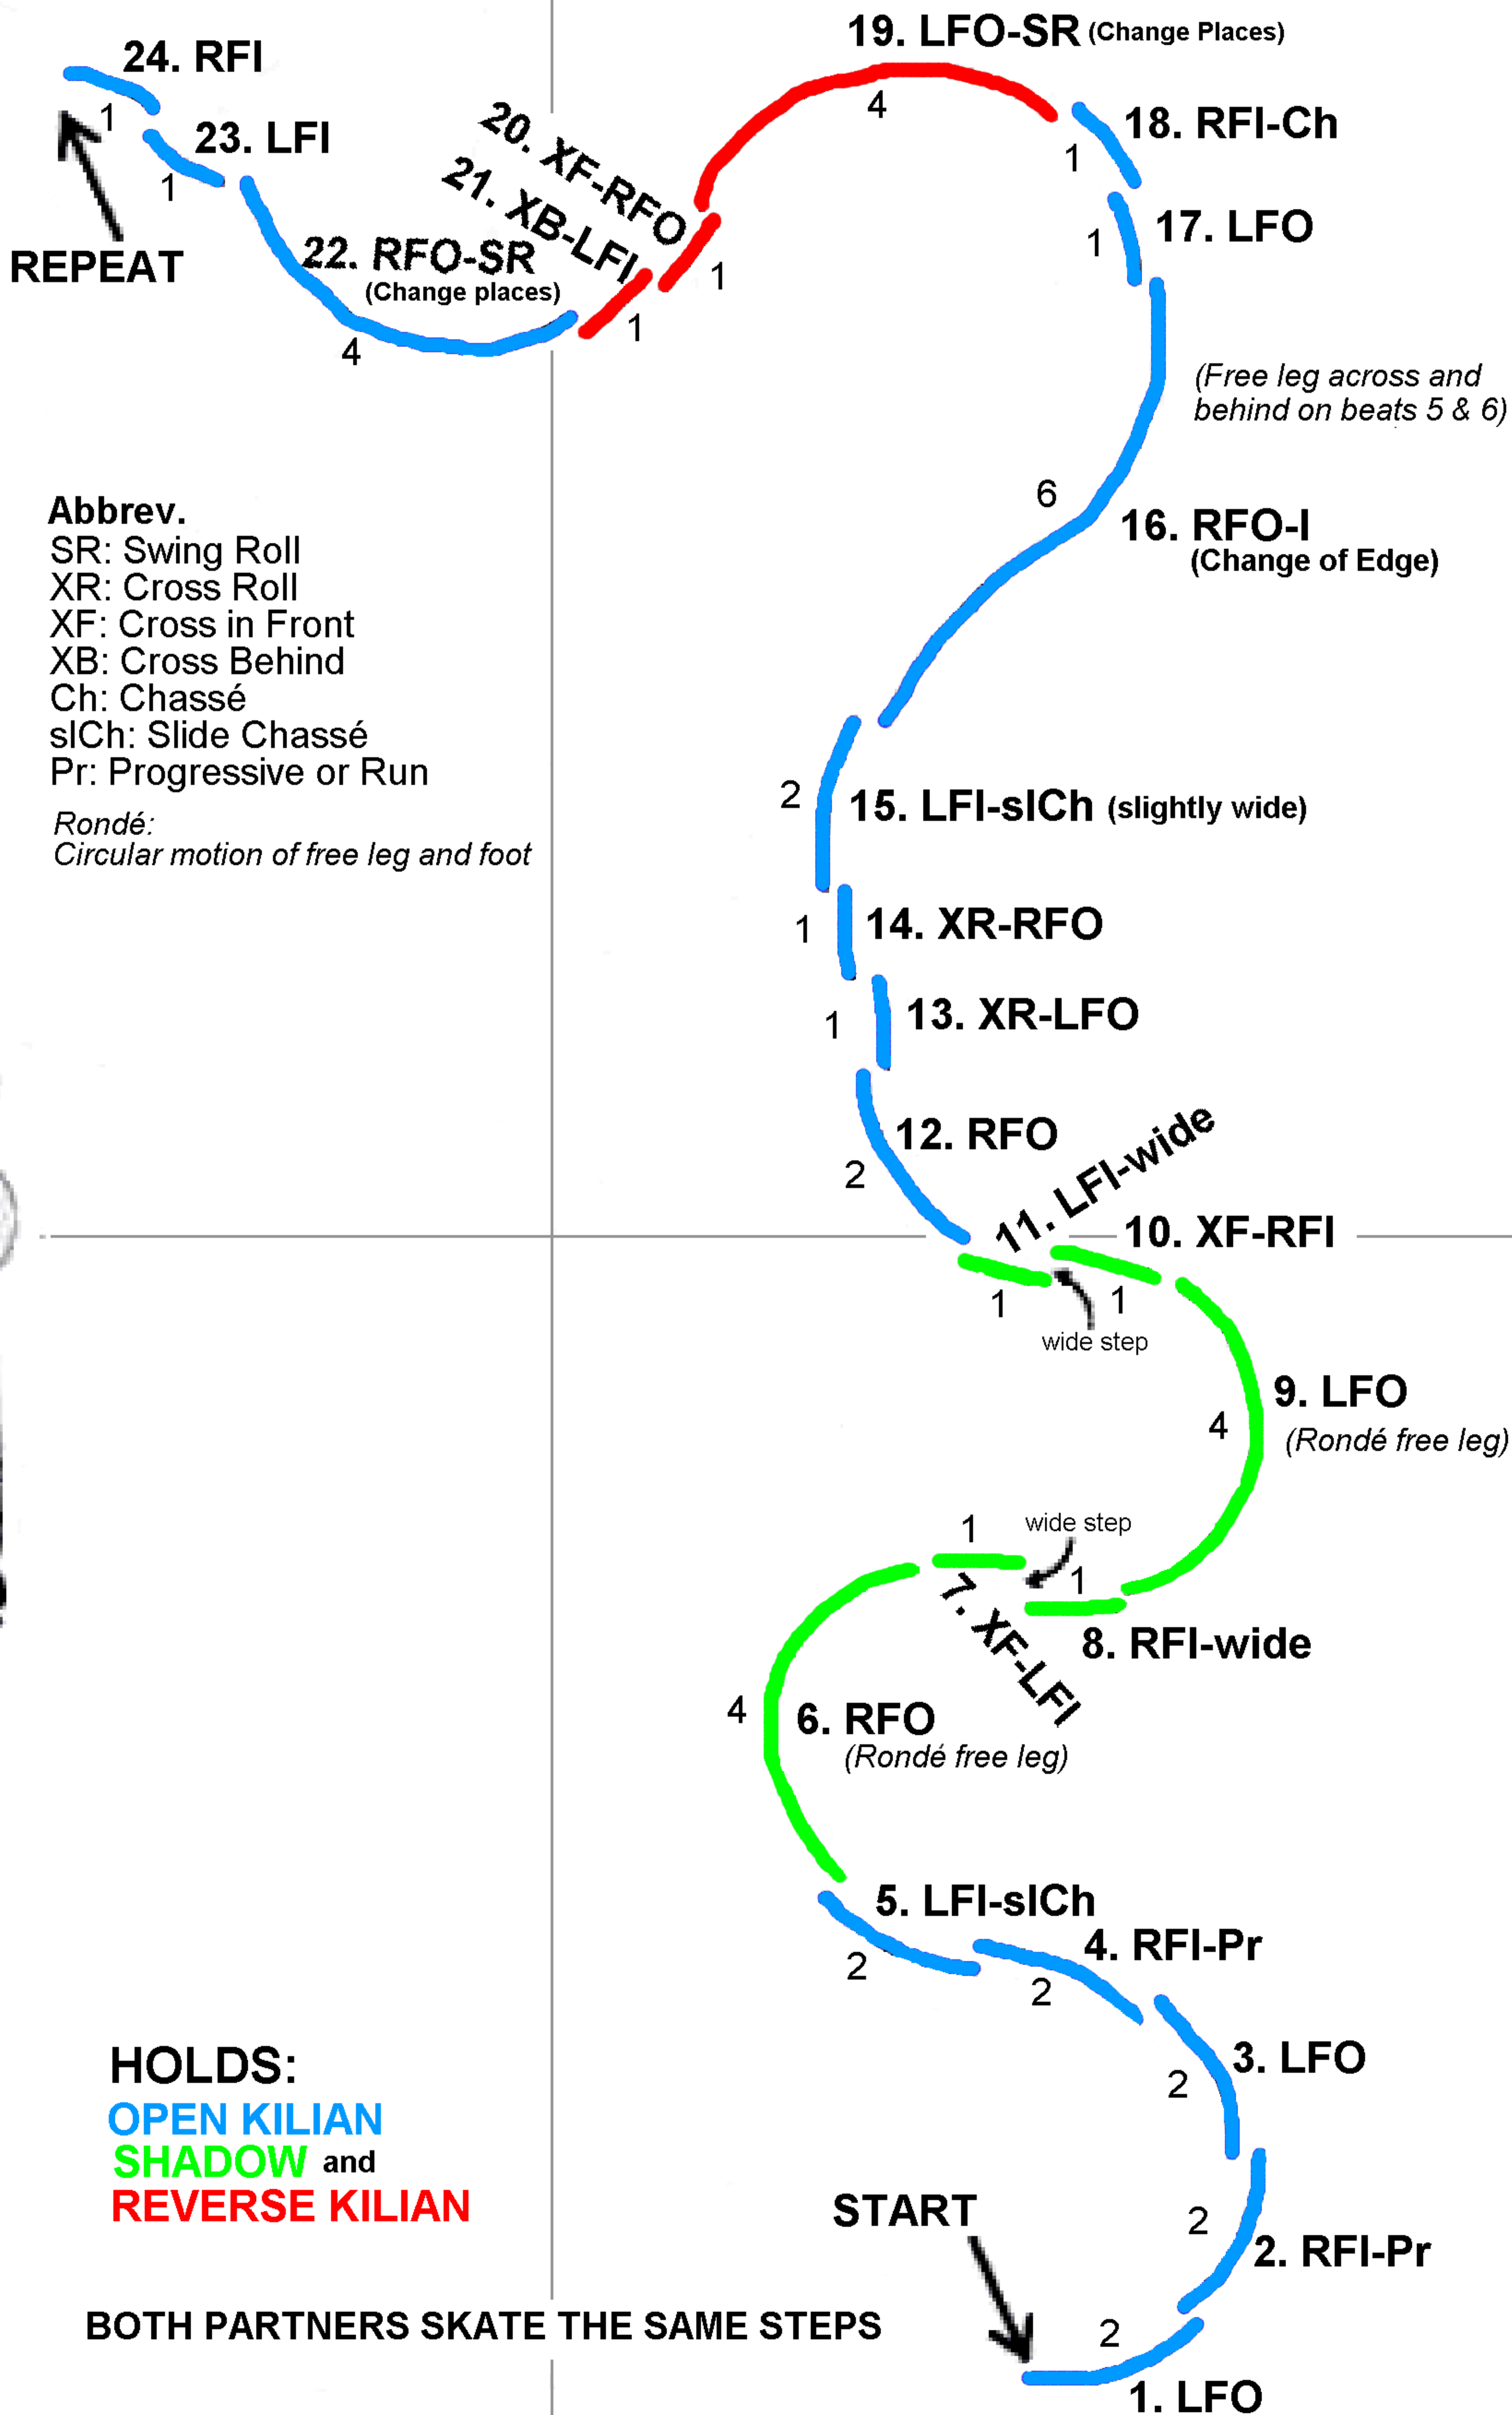 19. LFO-SR (Change Places)
4
24. RFI
1
18. RFI-Ch
1
23. LFI
1
20. XF-RFO
1
21. XB-LFI
1
17. LFO
1
REPEAT
22. RFO-SR
(Change places)
4
(Free leg across and
behind on beats 5 & 6)
6
16. RFO-I
(Change of Edge)
Abbrev.
SR: Swing Roll
XR: Cross Roll
XF: Cross in Front
XB: Cross Behind
Ch: Chassé
slCh: Slide Chassé
Pr: Progressive or Run
Rondé:
Circular motion of free leg and foot
2
15. LFI-slCh (slightly wide)
1
14. XR-RFO
1
13. XR-LFO
12. RFO
2
11. LFI-wide
1
10. XF-RFI
1
wide step
9. LFO
(Rondé free leg)
4
1
wide step
1
7. XF-LFI
8. RFI-wide
4
6. RFO
(Rondé free leg)
5. LFI-slCh
2
4. RFI-Pr
2
3. LFO
2
HOLDS:
OPEN KILIAN
SHADOW and
REVERSE KILIAN
START
2
2. RFI-Pr
BOTH PARTNERS SKATE THE SAME STEPS
2
1. LFO